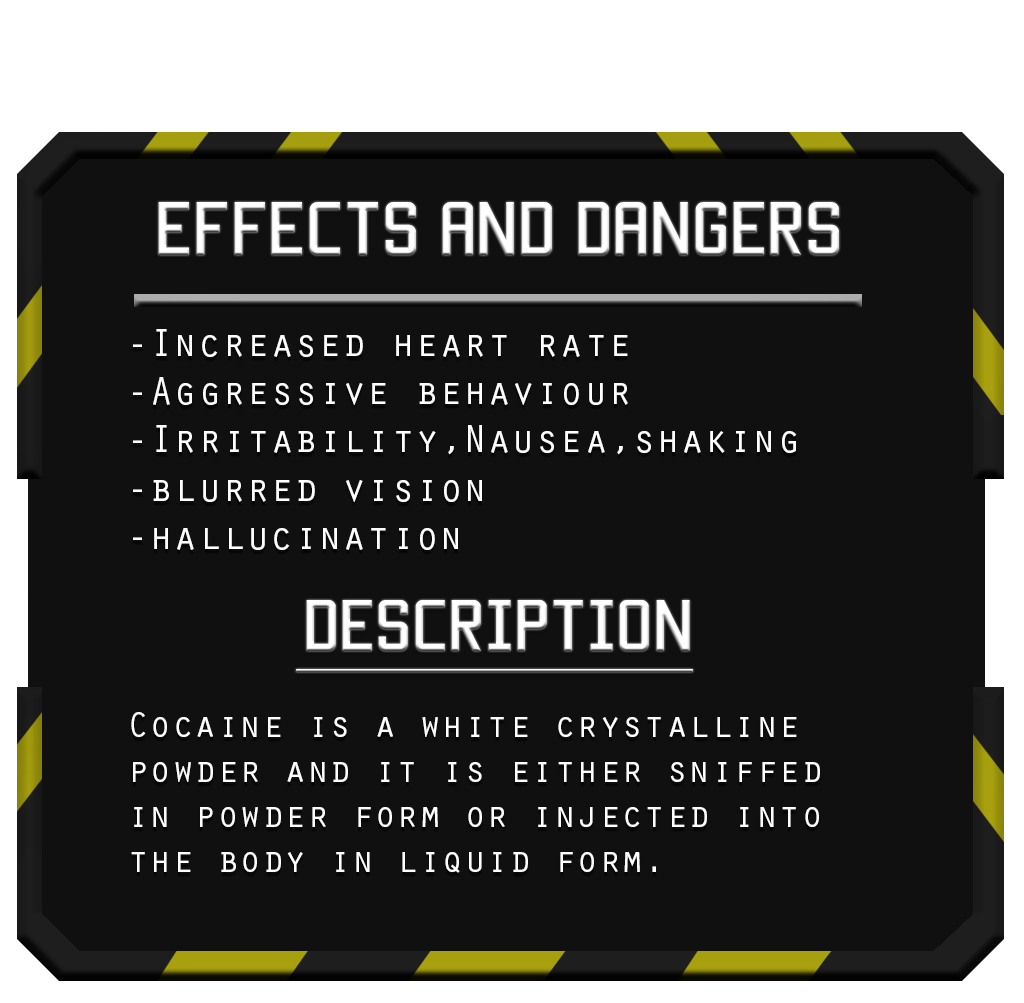 EFFECTS AND DANGERS
-Increased heart rate
-Aggressive behaviour
-Irritability,Nausea,shaking
-blurred vision
-hallucination
DESCRIPTION
Cocaine is a white crystalline
powder and it is either sniffed
in powder form or injected into
the body in liquid form.